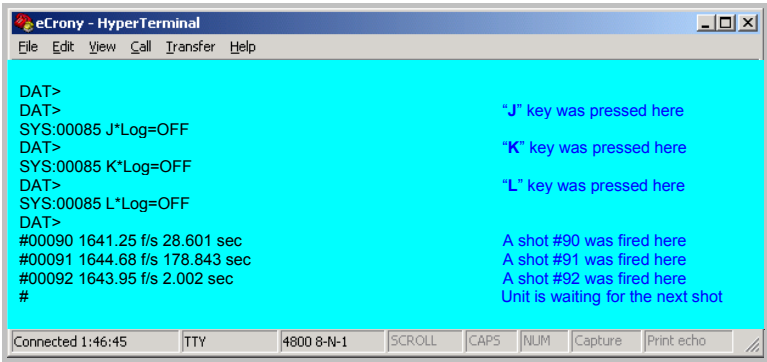 eCrony - HyperTerminal
File Edit View Call Transfer Help
DAT>
DAT> “J” key was pressed here
SYS:00085 J*Log=OFF
DAT> “K” key was pressed here
SYS:00085 K*Log=OFF
DAT> “L” key was pressed here
SYS:00085 L*Log=OFF
DAT>
#00090 1641.25 f/s 28.601 sec A shot #90 was fired here
#00091 1644.68 f/s 178.843 sec A shot #91 was fired here
#00092 1643.95 f/s 2.002 sec A shot #92 was fired here
# Unit is waiting for the next shot
Connected 1:46:45 TTY 4800 8-N-1 SCROLL CAPS NUM Capture Print echo